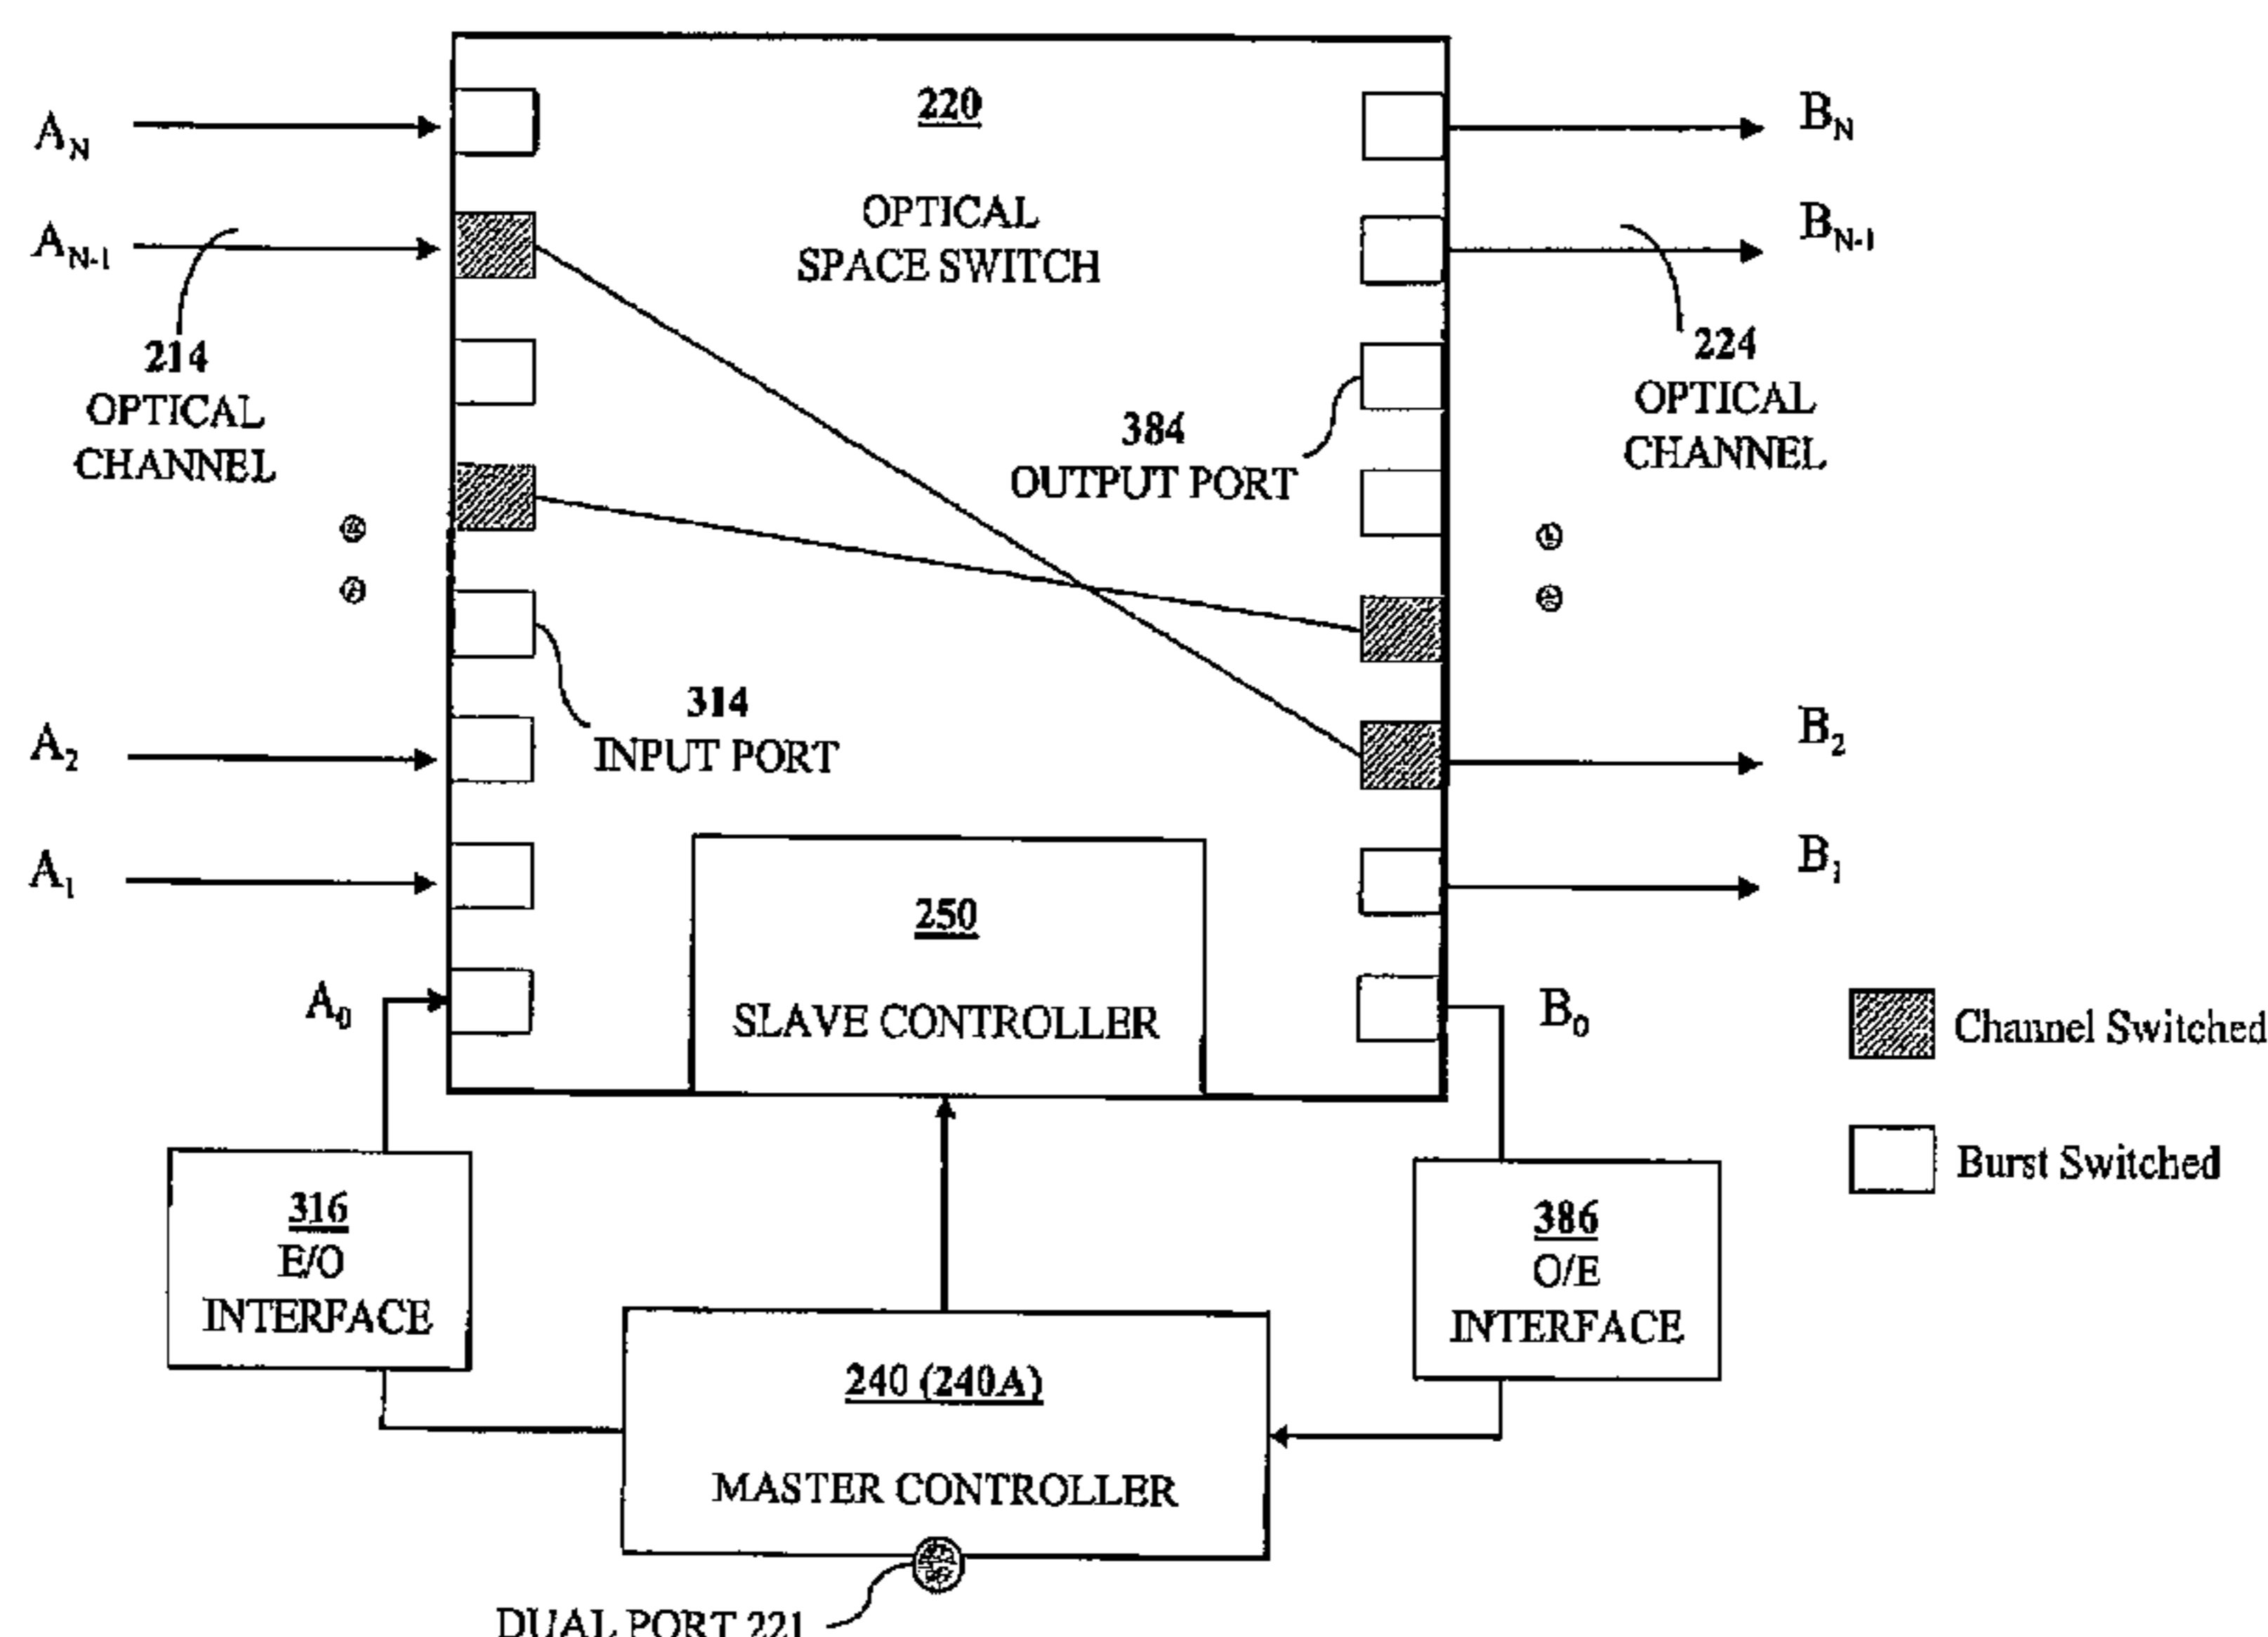 220
OPTICAL
SPACE SWITCH
A_N
A_N-1
214
OPTICAL
CHANNEL
B_N
B_N-1
224
OPTICAL
CHANNEL
384
OUTPUT PORT
314
INPUT PORT
A_2
A_1
A_0
B_2
B_1
B_0
250
SLAVE CONTROLLER
Channel Switched
Burst Switched
316
E/O
INTERFACE
386
O/E
INTERFACE
240 (240A)
MASTER CONTROLLER
DUAL PORT 221